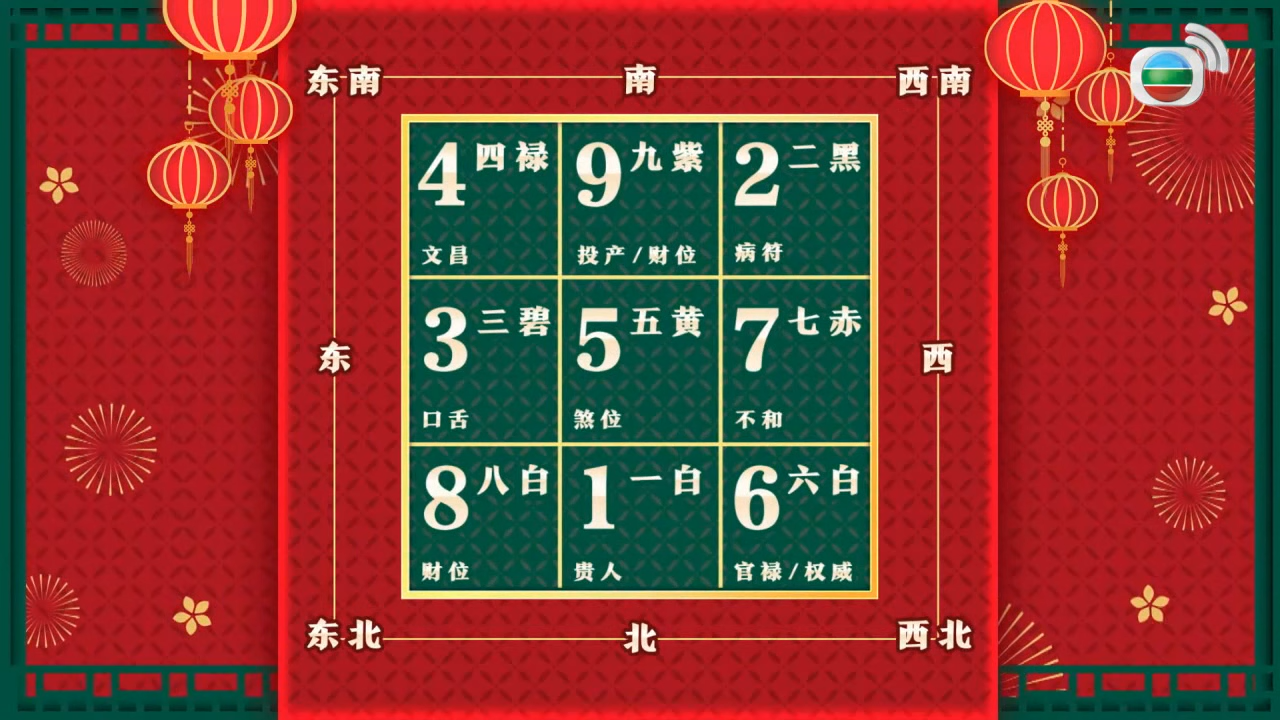 东南 南 西南
4 四禄 9 九紫 2 二黑
文昌 投产/财位 病符
东 3 三碧 5 五黄 7 七赤 西
口舌 煞位 不和
8 八白 1 一白 6 六白
财位 贵人 官禄/权威
东北 北 西北